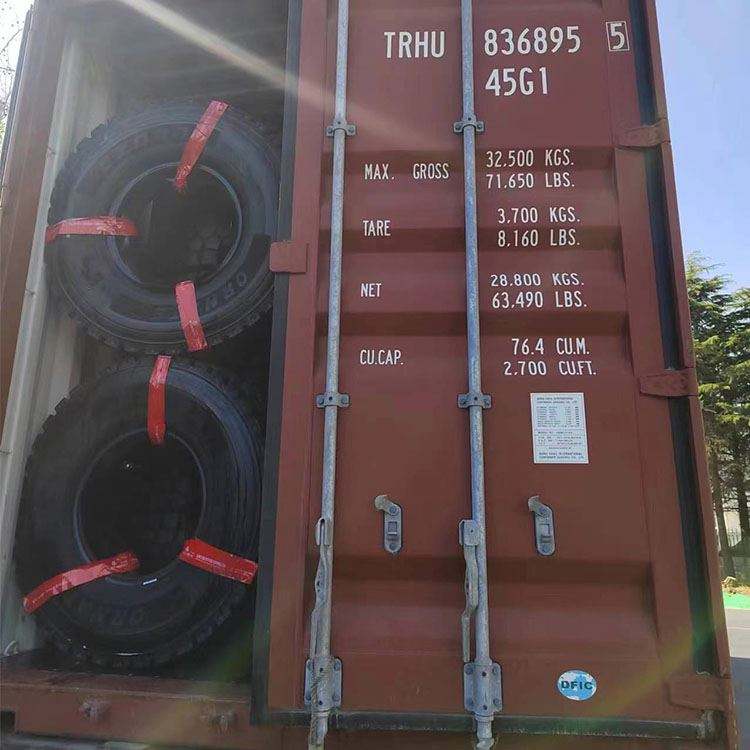 TRHU 836895 5
45G1
MAX. GROSS 32.500 KGS.
71.650 LBS.
TARE 3.700 KGS.
8.160 LBS.
NET 28.800 KGS.
63.490 LBS.
CU.CAP. 76.4 CU.M.
2.700 CU.FT.
DFIC